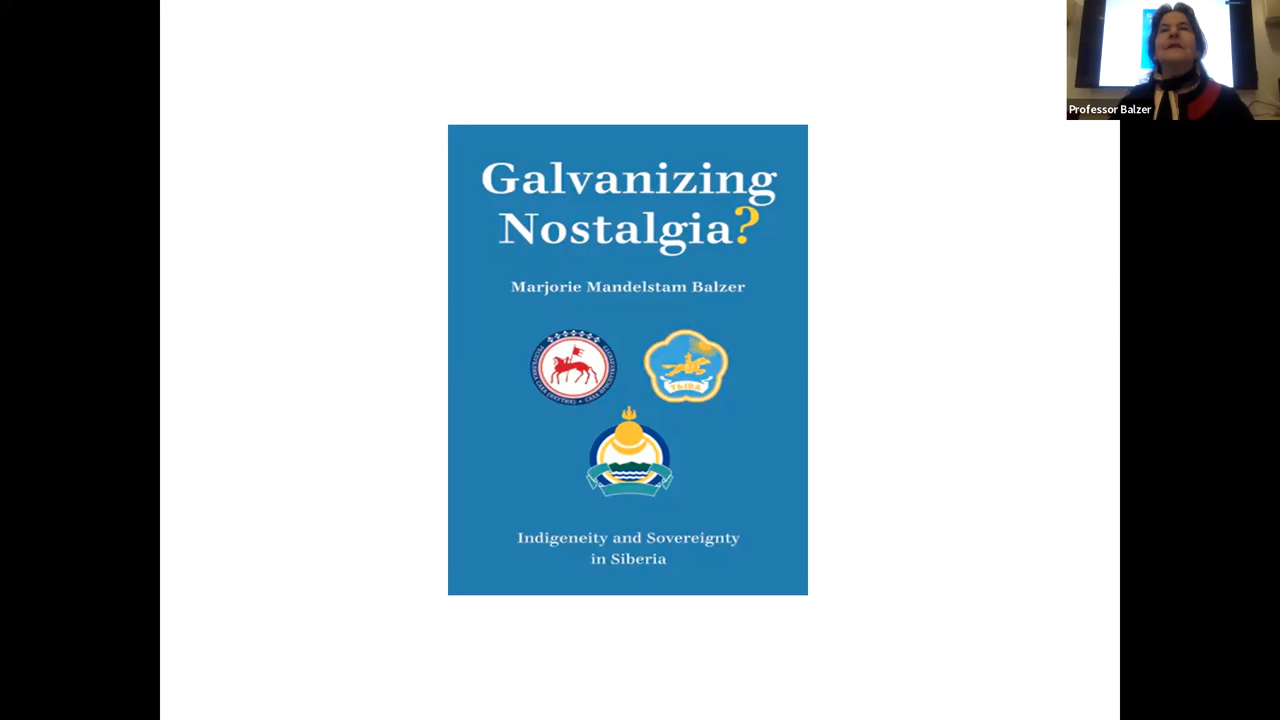 Galvanizing
Nostalgia?
Marjorie Mandelstam Balzer
Indigeneity and Sovereignty
in Siberia
Professor Balzer